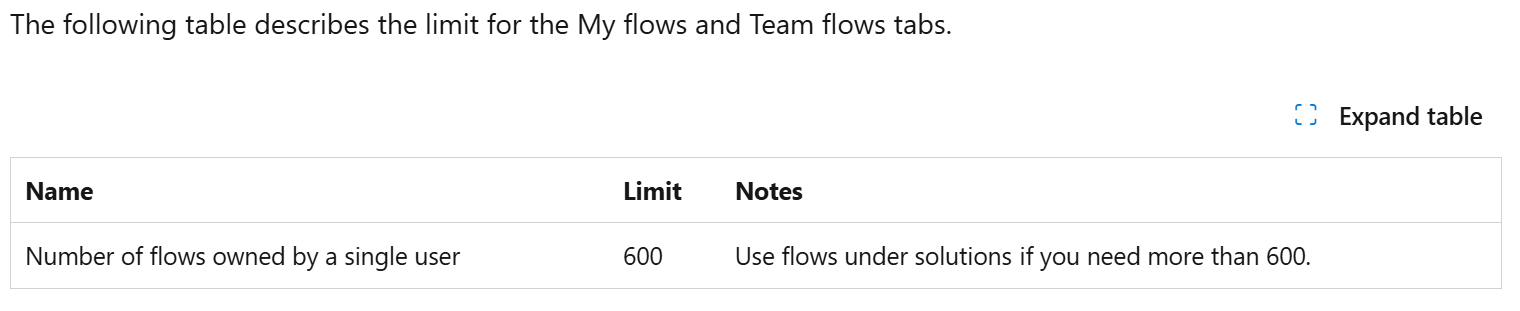 The following table describes the limit for the My flows and Team flows tabs.
Expand table
Name Limit Notes
Number of flows owned by a single user 600 Use flows under solutions if you need more than 600.